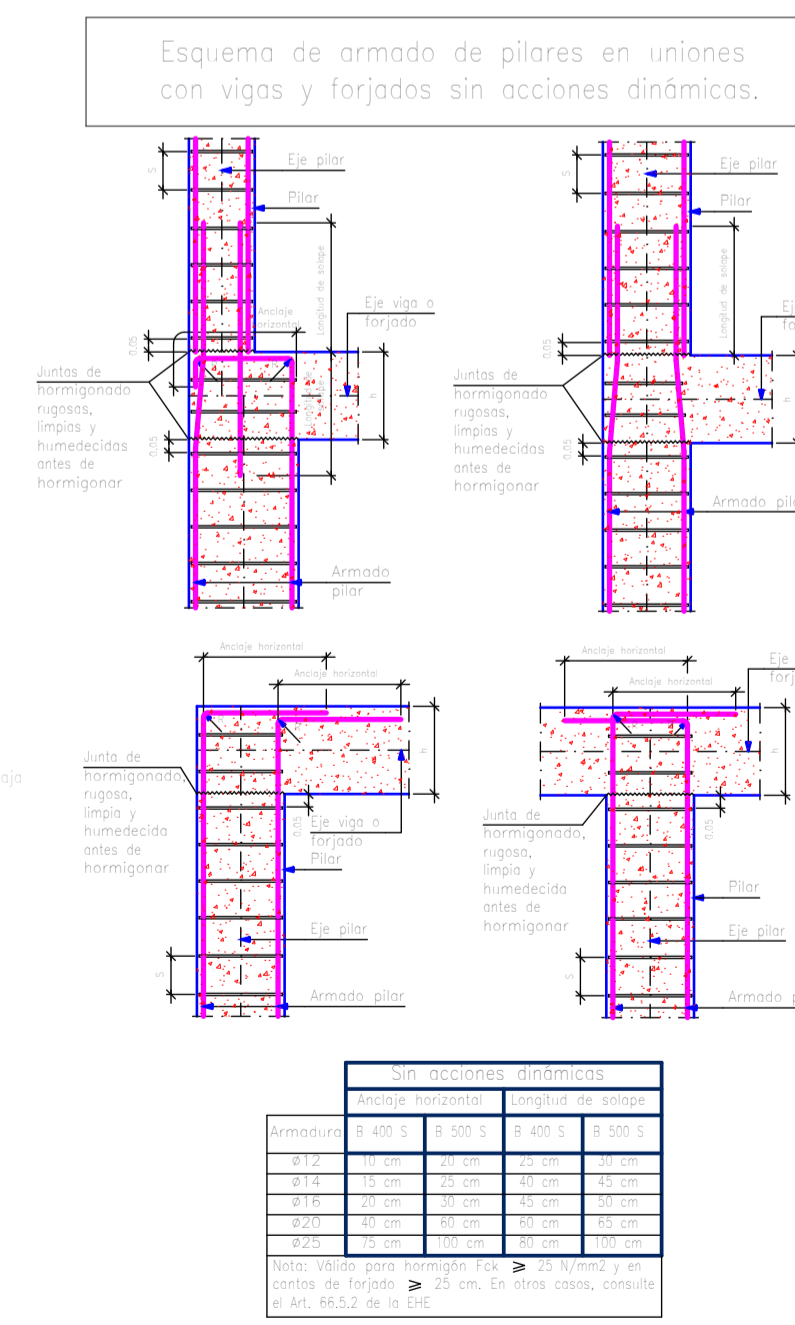 Esquema de armado de pilares en uniones
con vigas y forjados sin acciones dinámicas.
Eje pilar
Pilar
S
Longitud de solape
Anclaje
horizontal
Eje viga o
forjado
0,05
Juntas de
hormigonado
rugosas,
limpias y
humedecidas
antes de
hormigonar
h
0,05
Armado
pilar
Eje pilar
Pilar
S
Longitud de solape
0,05
Juntas de
hormigonado
rugosas,
limpias y
humedecidas
antes de
hormigonar
h
0,05
Anclaje horizontal
Anclaje horizontal
Junta de
hormigonado,
rugosa,
limpia y
humedecida
antes de
hormigonar
h
0,05
Eje viga o
forjado
Pilar
Eje pilar
S
Armado pilar
Anclaje horizontal
Anclaje horizontal
Eje
Junta de
hormigonado,
rugosa,
limpia y
humedecida
antes de
hormigonar
h
0,05
Pilar
Eje pilar
S
Sin acciones dinámicas
Anclaje horizontal Longitud de solape
Armadura B 400 S B 500 S B 400 S B 500 S
ø12 10 cm 20 cm 25 cm 30 cm
ø14 15 cm 25 cm 40 cm 45 cm
ø16 20 cm 30 cm 45 cm 50 cm
ø20 40 cm 60 cm 60 cm 65 cm
ø25 75 cm 100 cm 80 cm 100 cm
Nota: Válido para hormigón Fck ≥ 25 N/mm2 y en
cantos de forjado ≥ 25 cm. En otros casos, consulte
el Art. 66.5.2 de la EHE